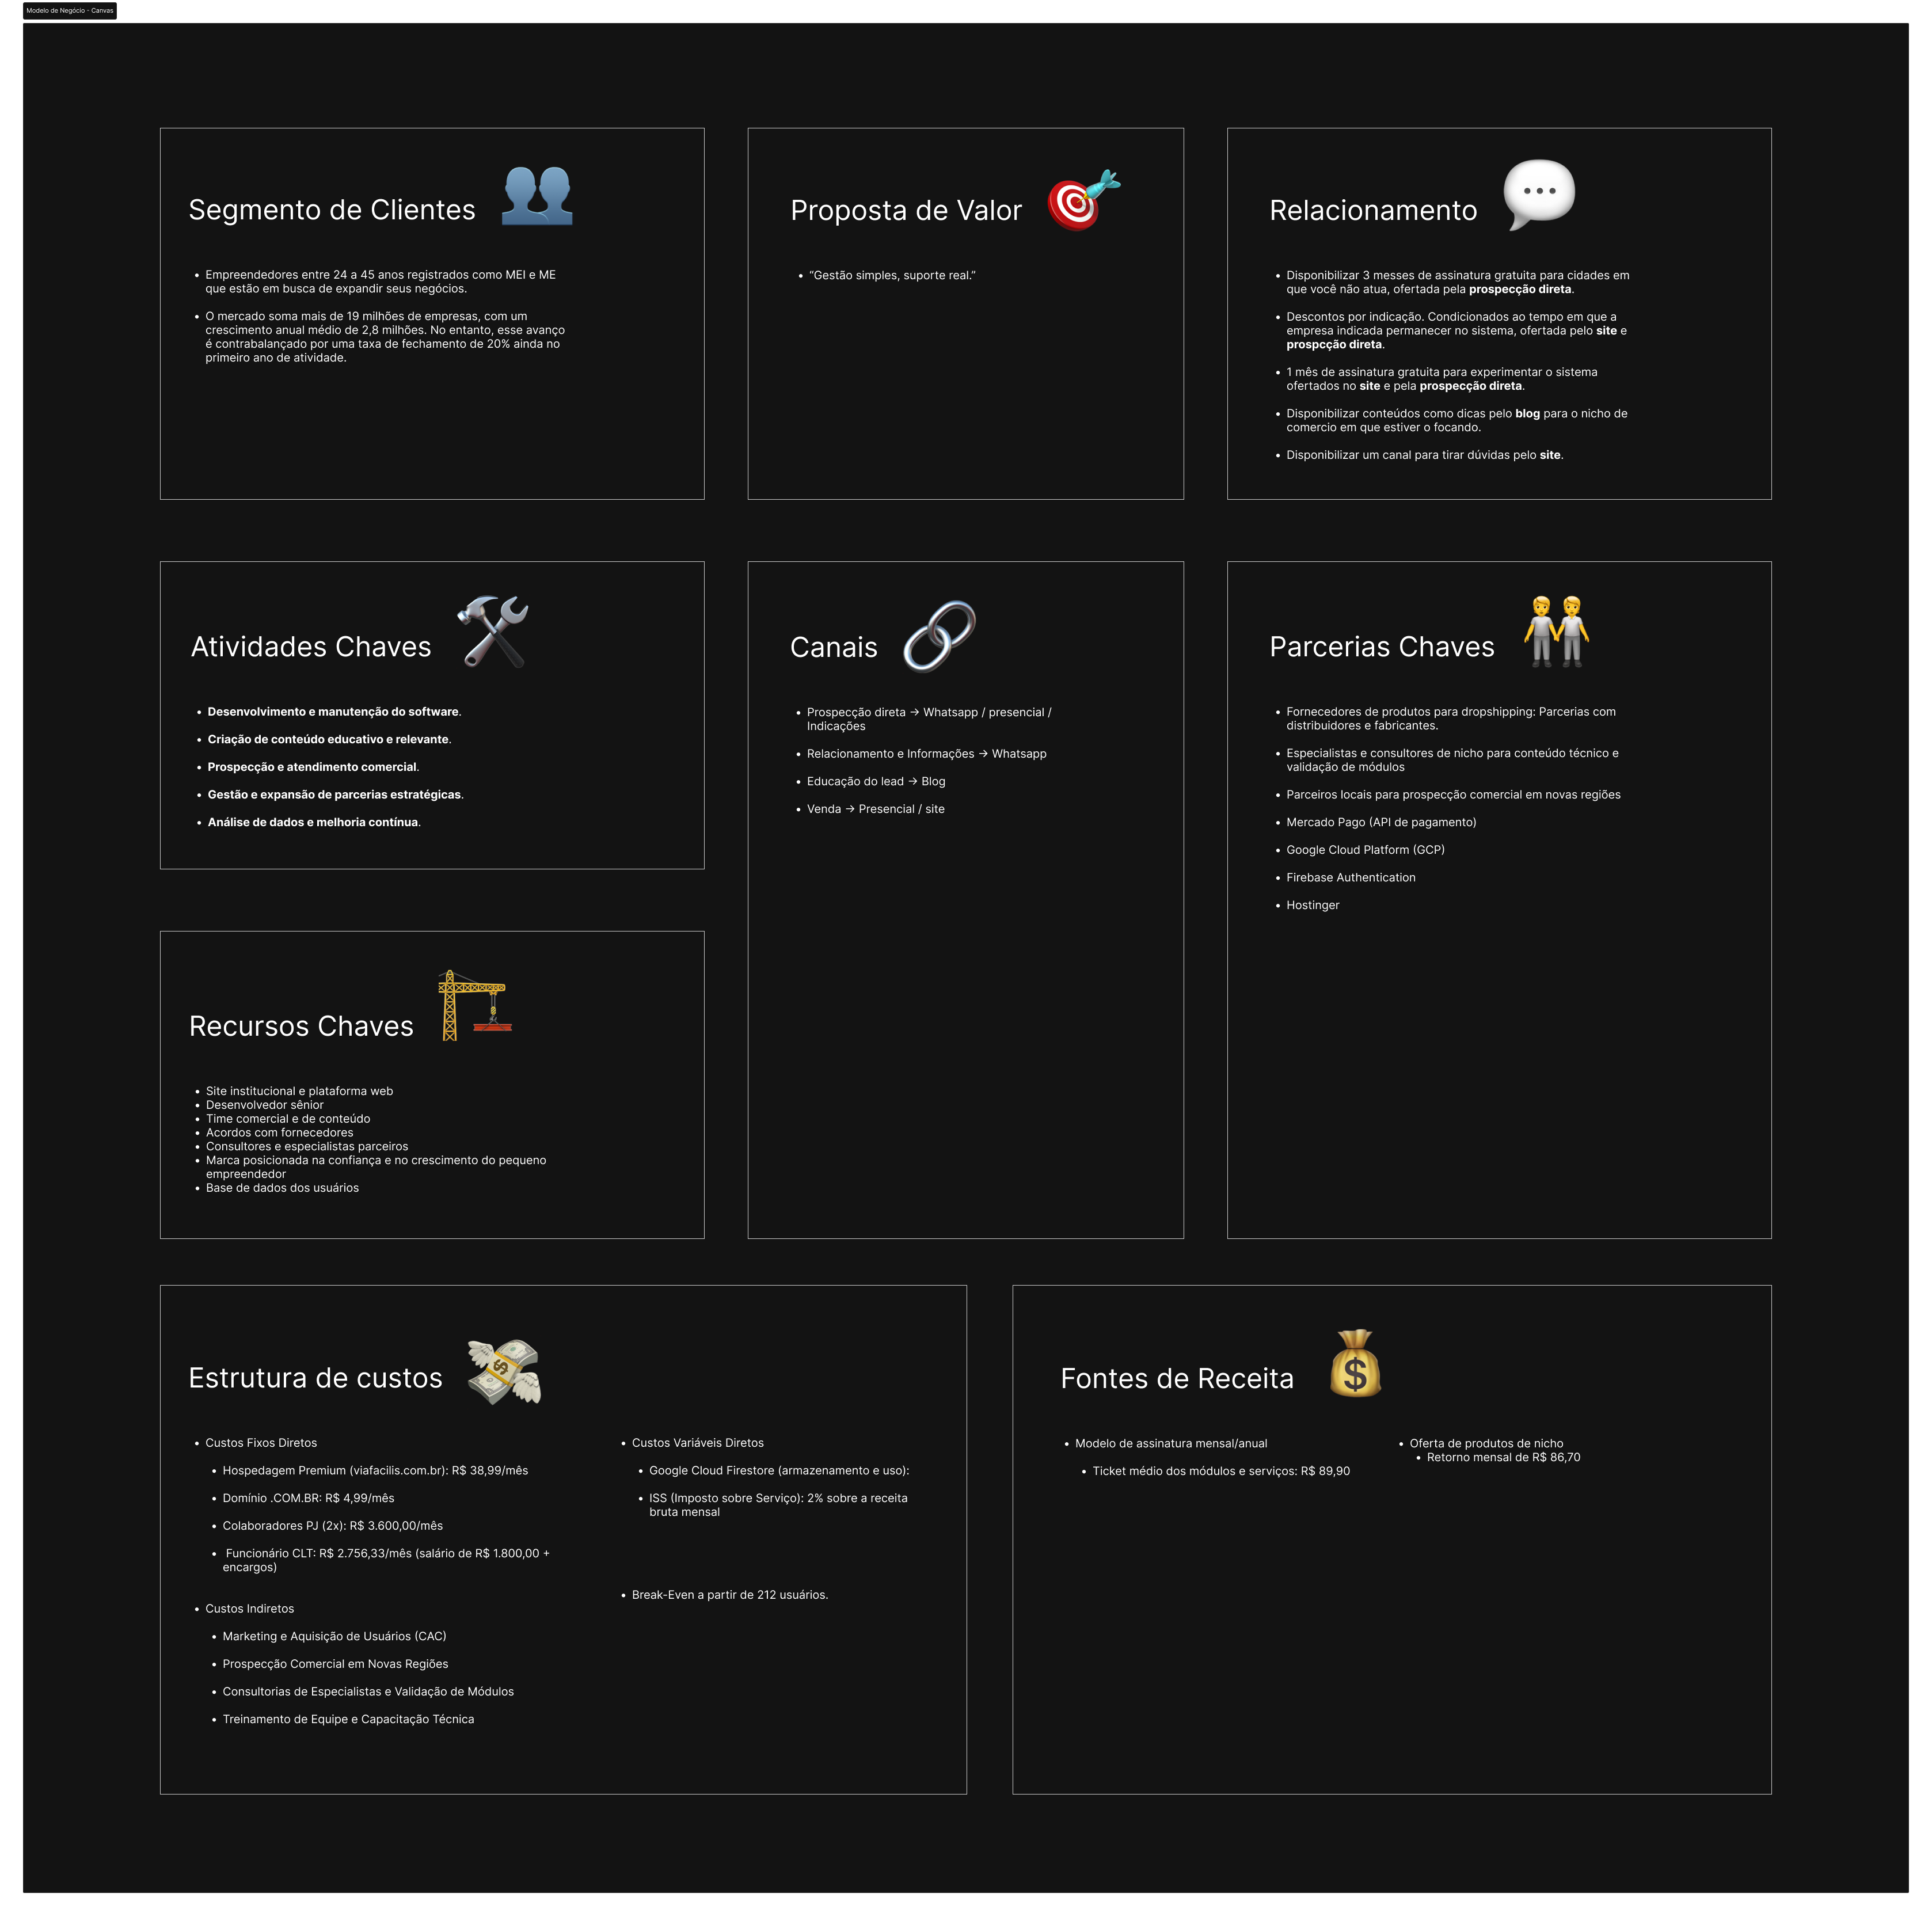 Modelo de Negócio - Canvas
Segmento de Clientes
• Empreendedores entre 24 a 45 anos registrados como MEI e ME
que estão em busca de expandir seus negócios.
• O mercado soma mais de 19 milhões de empresas, com um
crescimento anual médio de 2,8 milhões. No entanto, esse avanço
é contrabalançado por uma taxa de fechamento de 20% ainda no
primeiro ano de atividade.
Proposta de Valor
• “Gestão simples, suporte real.”
Relacionamento
• Disponibilizar 3 messes de assinatura gratuita para cidades em
que você não atua, ofertada pela prospecção direta.
• Descontos por indicação. Condicionados ao tempo em que a
empresa indicada permanecer no sistema, ofertada pelo site e
prospcção direta.
• 1 mês de assinatura gratuita para experimentar o sistema
ofertados no site e pela prospecção direta.
• Disponibilizar conteúdos como dicas pelo blog para o nicho de
comercio em que estiver o focando.
• Disponibilizar um canal para tirar dúvidas pelo site.
Atividades Chaves
• Desenvolvimento e manutenção do software.
• Criação de conteúdo educativo e relevante.
• Prospecção e atendimento comercial.
• Gestão e expansão de parcerias estratégicas.
• Análise de dados e melhoria contínua.
Canais
• Prospecção direta → Whatsapp / presencial /
Indicações
• Relacionamento e Informações → Whatsapp
• Educação do lead → Blog
• Venda → Presencial / site
Parcerias Chaves
• Fornecedores de produtos para dropshipping: Parcerias com
distribuidores e fabricantes.
• Especialistas e consultores de nicho para conteúdo técnico e
validação de módulos
• Parceiros locais para prospecção comercial em novas regiões
• Mercado Pago (API de pagamento)
• Google Cloud Platform (GCP)
• Firebase Authentication
• Hostinger
Recursos Chaves
• Site institucional e plataforma web
• Desenvolvedor sênior
• Time comercial e de conteúdo
• Acordos com fornecedores
• Consultores e especialistas parceiros
• Marca posicionada na confiança e no crescimento do pequeno
empreendedor
• Base de dados dos usuários
Estrutura de custos
• Custos Fixos Diretos
• Hospedagem Premium (viafacilis.com.br): R$ 38,99/mês
• Domínio .COM.BR: R$ 4,99/mês
• Colaboradores PJ (2x): R$ 3.600,00/mês
• Funcionário CLT: R$ 2.756,33/mês (salário de R$ 1.800,00 +
encargos)
• Custos Indiretos
• Marketing e Aquisição de Usuários (CAC)
• Prospecção Comercial em Novas Regiões
• Consultorias de Especialistas e Validação de Módulos
• Treinamento de Equipe e Capacitação Técnica
• Custos Variáveis Diretos
• Google Cloud Firestore (armazenamento e uso):
• ISS (Imposto sobre Serviço): 2% sobre a receita
bruta mensal
• Break-Even a partir de 212 usuários.
Fontes de Receita
• Modelo de assinatura mensal/anual
• Ticket médio dos módulos e serviços: R$ 89,90
• Oferta de produtos de nicho
• Retorno mensal de R$ 86,70